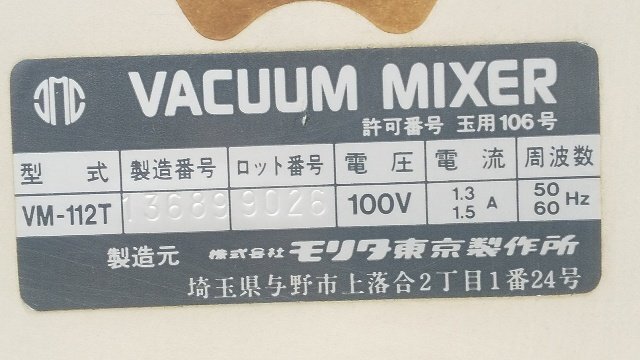 JMC VACUUM MIXER
許可番号 玉用106号
型式 製造番号 ロット番号 電圧 電流 周波数
VM-112T 13689 9026 100V 1.3 1.5 A 50 60 Hz
製造元 株式会社 モリタ東京製作所
埼玉県与野市上落合2丁目1番24号